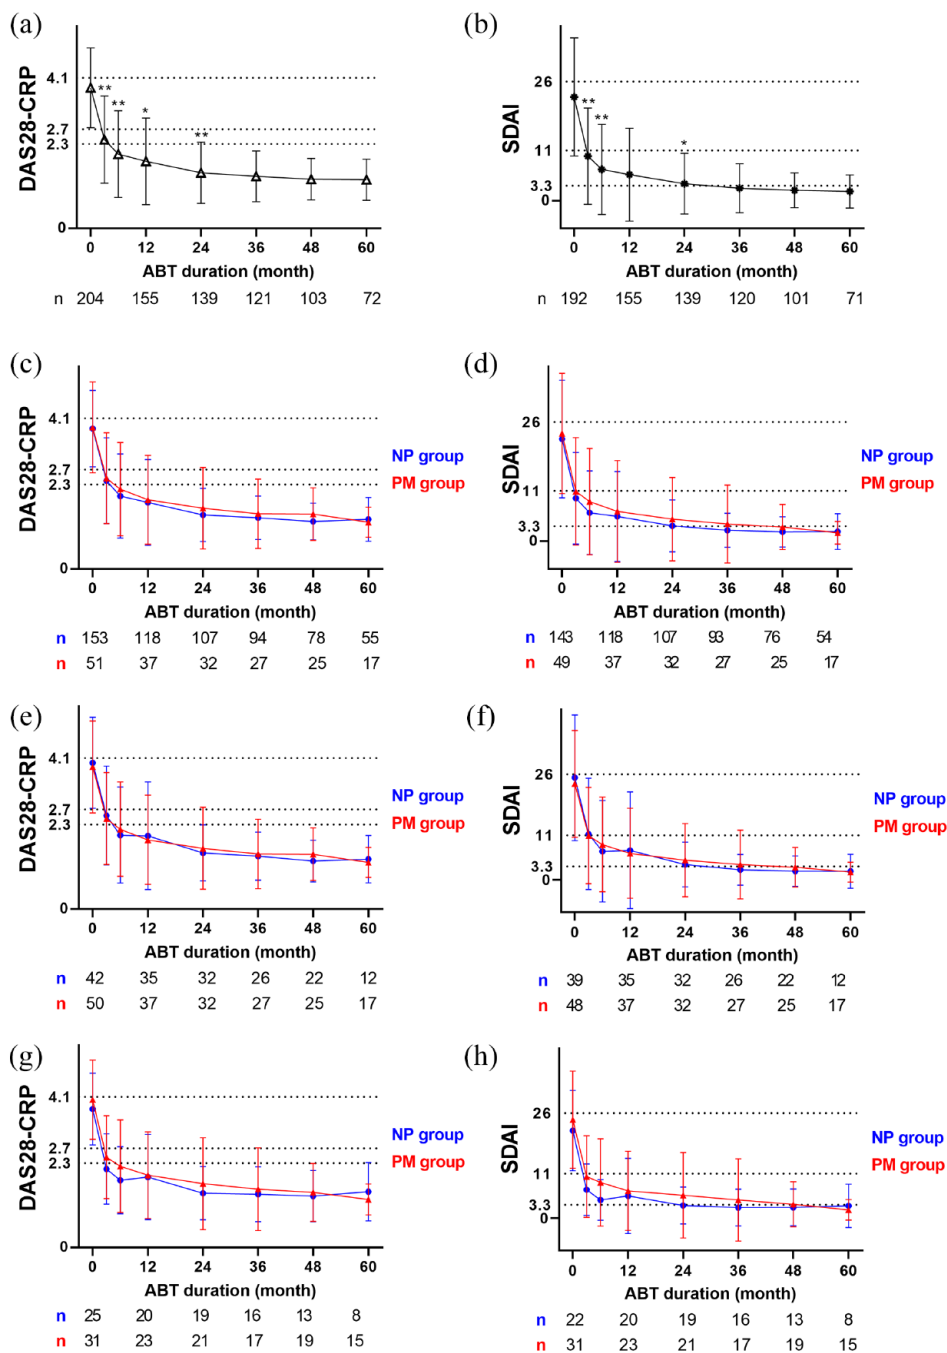 (a)
DAS28-CRP
4.1
2.7
2.3
0
**
**
*
**
0 12 24 36 48 60
ABT duration (month)
n 204 155 139 121 103 72
(b)
SDAI
26
11
3.3
0
**
**
*
0 12 24 36 48 60
ABT duration (month)
n 192 155 139 120 101 71
(c)
DAS28-CRP
4.1
2.7
2.3
0
NP group
PM group
0 12 24 36 48 60
ABT duration (month)
n 153 118 107 94 78 55
n 51 37 32 27 25 17
(d)
SDAI
26
11
3.3
0
NP group
PM group
0 12 24 36 48 60
ABT duration (month)
n 143 118 107 93 76 54
n 49 37 32 27 25 17
(e)
DAS28-CRP
4.1
2.7
2.3
0
NP group
PM group
0 12 24 36 48 60
ABT duration (month)
n 42 35 32 26 22 12
n 50 37 32 27 25 17
(f)
SDAI
26
11
3.3
0
NP group
PM group
0 12 24 36 48 60
ABT duration (month)
n 39 35 32 26 22 12
n 48 37 32 27 25 17
(g)
DAS28-CRP
4.1
2.7
2.3
0
NP group
PM group
0 12 24 36 48 60
ABT duration (month)
n 25 20 19 16 13 8
n 31 23 21 17 19 15
(h)
SDAI
26
11
3.3
0
NP group
PM group
0 12 24 36 48 60
ABT duration (month)
n 22 20 19 16 13 8
n 31 23 21 17 19 15